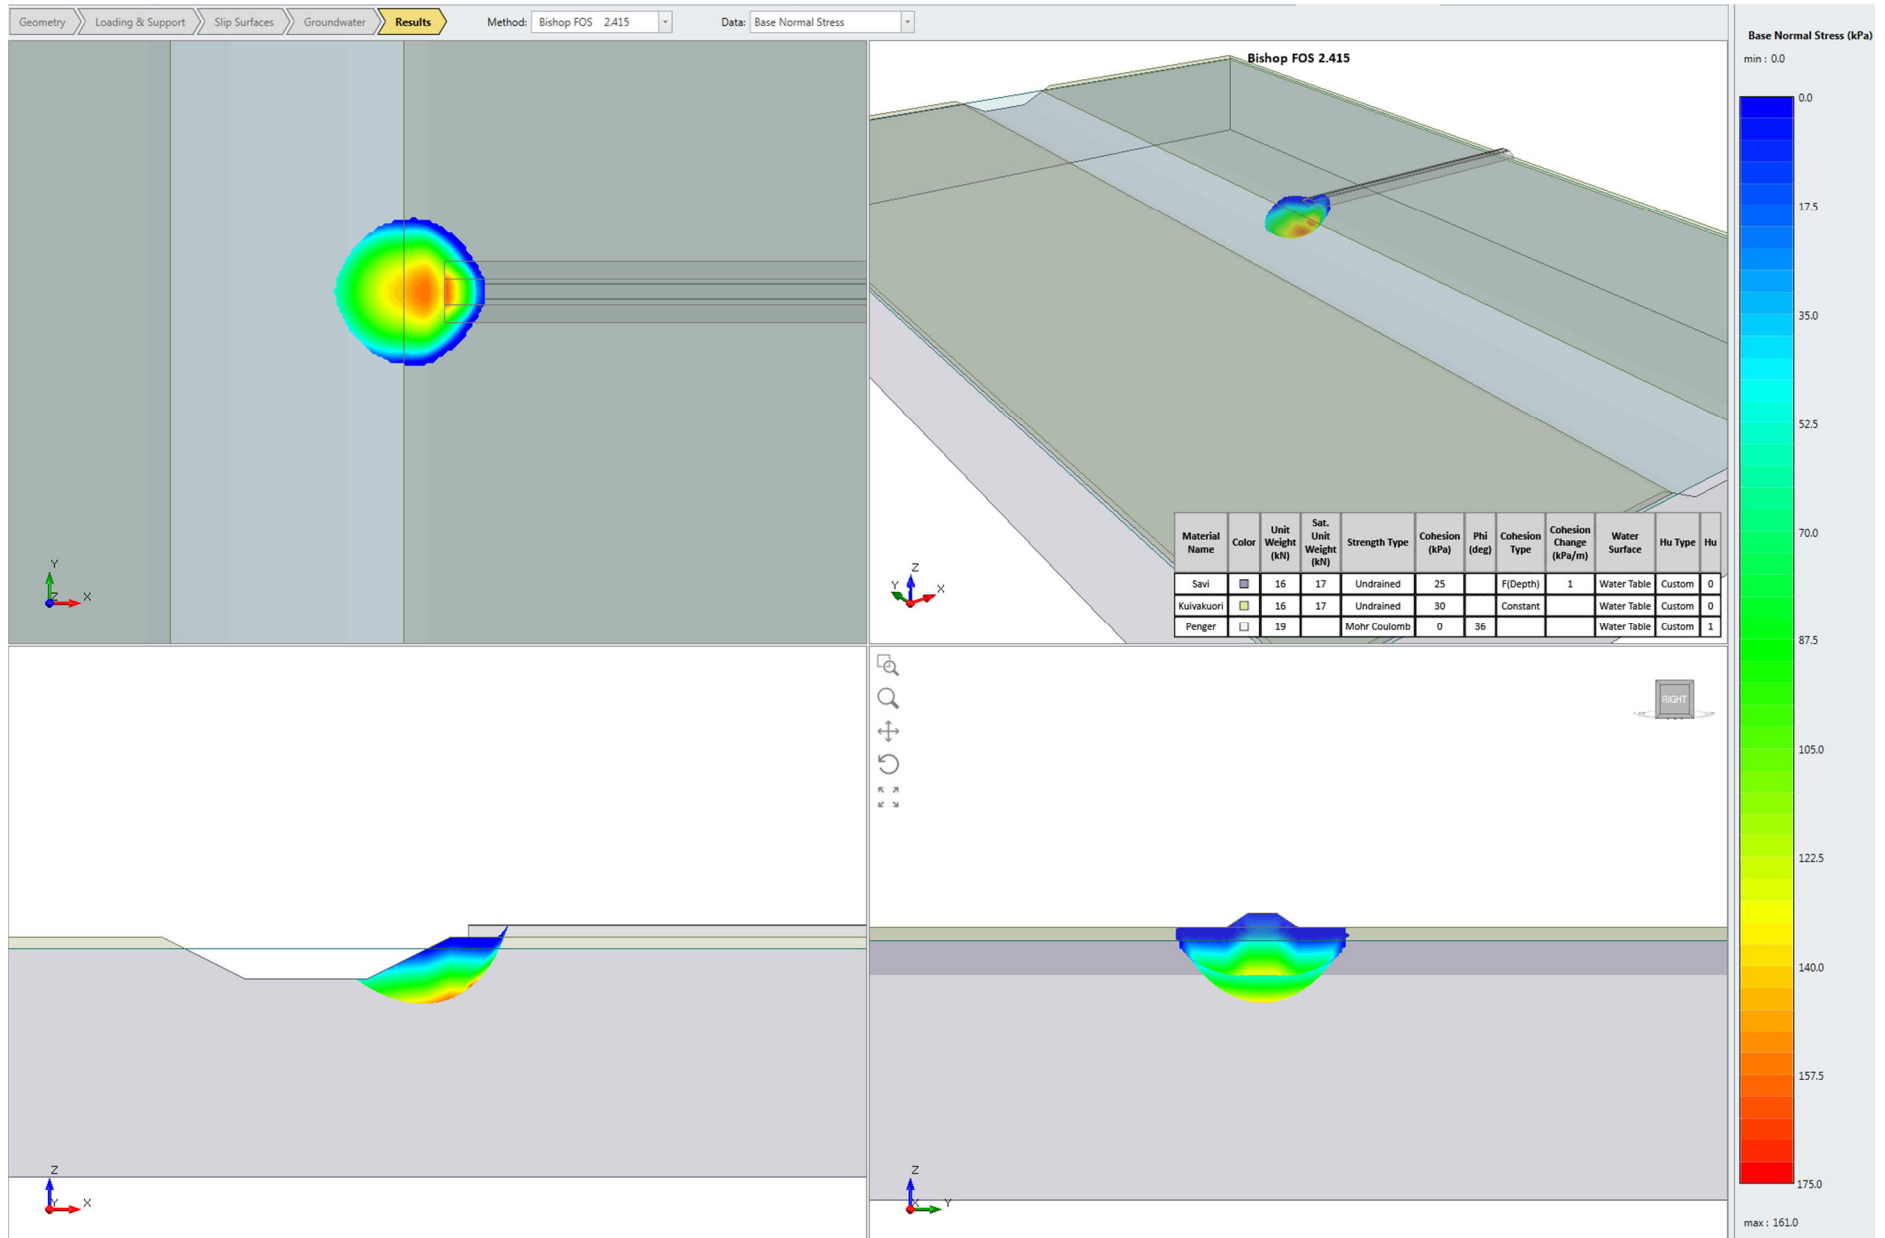 Geometry Loading & Support Slip Surfaces Groundwater Results Method: Bishop FOS 2.415 Data: Base Normal Stress
Base Normal Stress (kPa)
min : 0.0
0.0
17.5
35.0
52.5
70.0
87.5
105.0
122.5
140.0
157.5
175.0
max : 161.0
Y
Z X
Bishop FOS 2.415
Z
Y X
Material Name Color Unit Weight (kN) Sat. Unit Weight (kN) Strength Type Cohesion (kPa) Phi (deg) Cohesion Type Cohesion Change (kPa/m) Water Surface Hu Type Hu
Savi 16 17 Undrained 25 F(Depth) 1 Water Table Custom 0
Kuivakuori 16 17 Undrained 30 Constant Water Table Custom 0
Penger 19 Mohr Coulomb 0 36 Water Table Custom 1
Z
Y X
RIGHT
Z
X Y